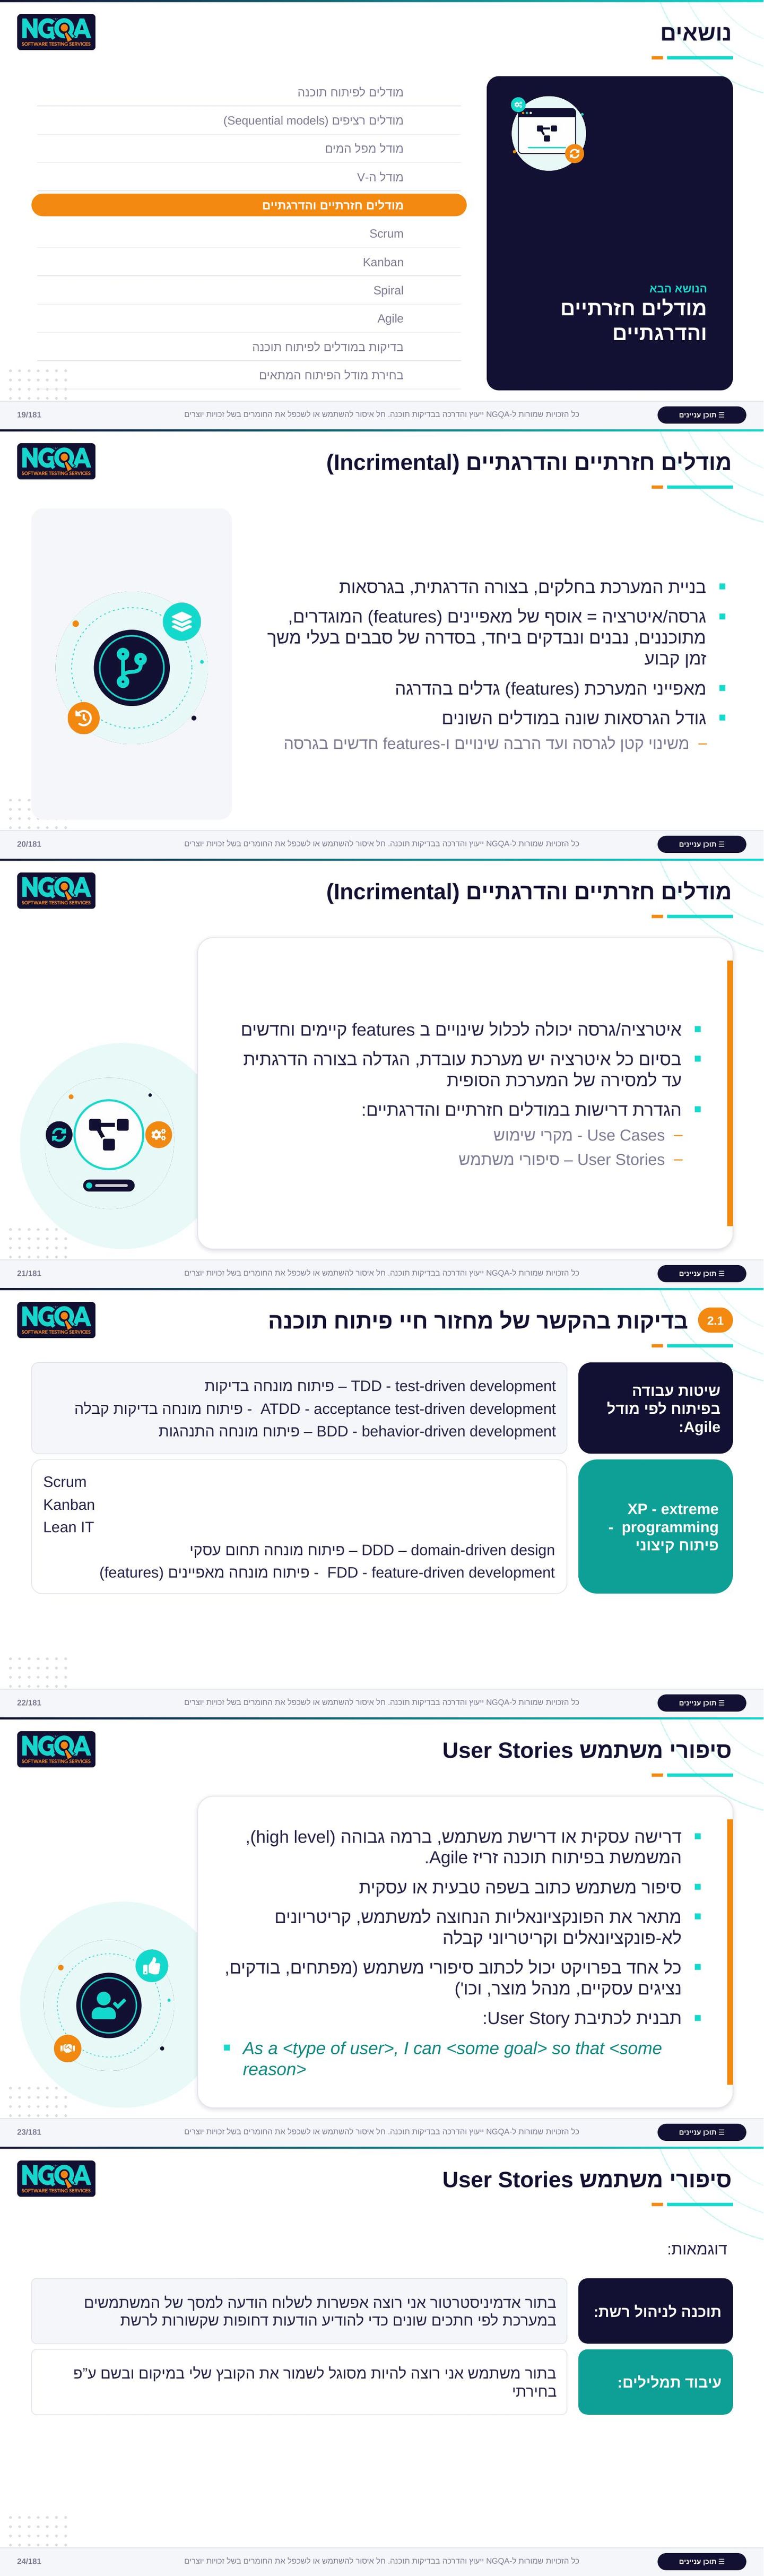 נושאים
NGQA
SOFTWARE TESTING SERVICES
הנושא הבא
מודלים חזרתיים
והדרגתיים
מודלים לפיתוח תוכנה
מודלים רציפים (Sequential models)
מודל מפל המים
מודל ה-V
מודלים חזרתיים והדרגתיים
Scrum
Kanban
Spiral
Agile
בדיקות במודלים לפיתוח תוכנה
בחירת מודל הפיתוח המתאים
☰ תוכן עניינים
כל הזכויות שמורות ל-NGQA ייעוץ והדרכה בבדיקות תוכנה. חל איסור להשתמש או לשכפל את החומרים בשל זכויות יוצרים
19/181
מודלים חזרתיים והדרגתיים (Incrimental)
NGQA
SOFTWARE TESTING SERVICES
בניית המערכת בחלקים, בצורה הדרגתית, בגרסאות
גרסה/איטרציה = אוסף של מאפיינים (features) המוגדרים,
מתוכננים, נבנים ונבדקים ביחד, בסדרה של סבבים בעלי משך
זמן קבוע
מאפייני המערכת (features) גדלים בהדרגה
גודל הגרסאות שונה במודלים השונים
– משינוי קטן לגרסה ועד הרבה שינויים ו-features חדשים בגרסה
☰ תוכן עניינים
כל הזכויות שמורות ל-NGQA ייעוץ והדרכה בבדיקות תוכנה. חל איסור להשתמש או לשכפל את החומרים בשל זכויות יוצרים
20/181
מודלים חזרתיים והדרגתיים (Incrimental)
NGQA
SOFTWARE TESTING SERVICES
איטרציה/גרסה יכולה לכלול שינויים ב features קיימים וחדשים
בסיום כל איטרציה יש מערכת עובדת, הגדלה בצורה הדרגתית
עד למסירה של המערכת הסופית
הגדרת דרישות במודלים חזרתיים והדרגתיים:
– Use Cases - מקרי שימוש
– User Stories – סיפורי משתמש
☰ תוכן עניינים
כל הזכויות שמורות ל-NGQA ייעוץ והדרכה בבדיקות תוכנה. חל איסור להשתמש או לשכפל את החומרים בשל זכויות יוצרים
21/181
2.1 בדיקות בהקשר של מחזור חיי פיתוח תוכנה
NGQA
SOFTWARE TESTING SERVICES
שיטות עבודה
בפיתוח לפי מודל
Agile:
TDD - test-driven development – פיתוח מונחה בדיקות
ATDD - acceptance test-driven development - פיתוח מונחה בדיקות קבלה
BDD - behavior-driven development – פיתוח מונחה התנהגות
XP - extreme
programming -
פיתוח קיצוני
Scrum
Kanban
Lean IT
DDD – domain-driven design – פיתוח מונחה תחום עסקי
FDD - feature-driven development - פיתוח מונחה מאפיינים (features)
☰ תוכן עניינים
כל הזכויות שמורות ל-NGQA ייעוץ והדרכה בבדיקות תוכנה. חל איסור להשתמש או לשכפל את החומרים בשל זכויות יוצרים
22/181
סיפורי משתמש User Stories
NGQA
SOFTWARE TESTING SERVICES
דרישה עסקית או דרישת משתמש, ברמה גבוהה (high level),
המשמשת בפיתוח תוכנה זריז Agile.
סיפור משתמש כתוב בשפה טבעית או עסקית
מתאר את הפונקציונאליות הנחוצה למשתמש, קריטריונים
לא-פונקציונאלים וקריטריוני קבלה
כל אחד בפרויקט יכול לכתוב סיפורי משתמש (מפתחים, בודקים,
נציגים עסקיים, מנהל מוצר, וכו')
תבנית לכתיבת User Story:
As a <type of user>, I can <some goal> so that <some
reason>
☰ תוכן עניינים
כל הזכויות שמורות ל-NGQA ייעוץ והדרכה בבדיקות תוכנה. חל איסור להשתמש או לשכפל את החומרים בשל זכויות יוצרים
23/181
סיפורי משתמש User Stories
NGQA
SOFTWARE TESTING SERVICES
דוגמאות:
תוכנה לניהול רשת:
בתור אדמיניסטרטור אני רוצה אפשרות לשלוח הודעה למסך של המשתמשים
במערכת לפי חתכים שונים כדי להודיע הודעות דחופות שקשורות לרשת
עיבוד תמלילים:
בתור משתמש אני רוצה להיות מסוגל לשמור את הקובץ שלי במיקום ובשם ע”פ
בחירתי
☰ תוכן עניינים
כל הזכויות שמורות ל-NGQA ייעוץ והדרכה בבדיקות תוכנה. חל איסור להשתמש או לשכפל את החומרים בשל זכויות יוצרים
24/181